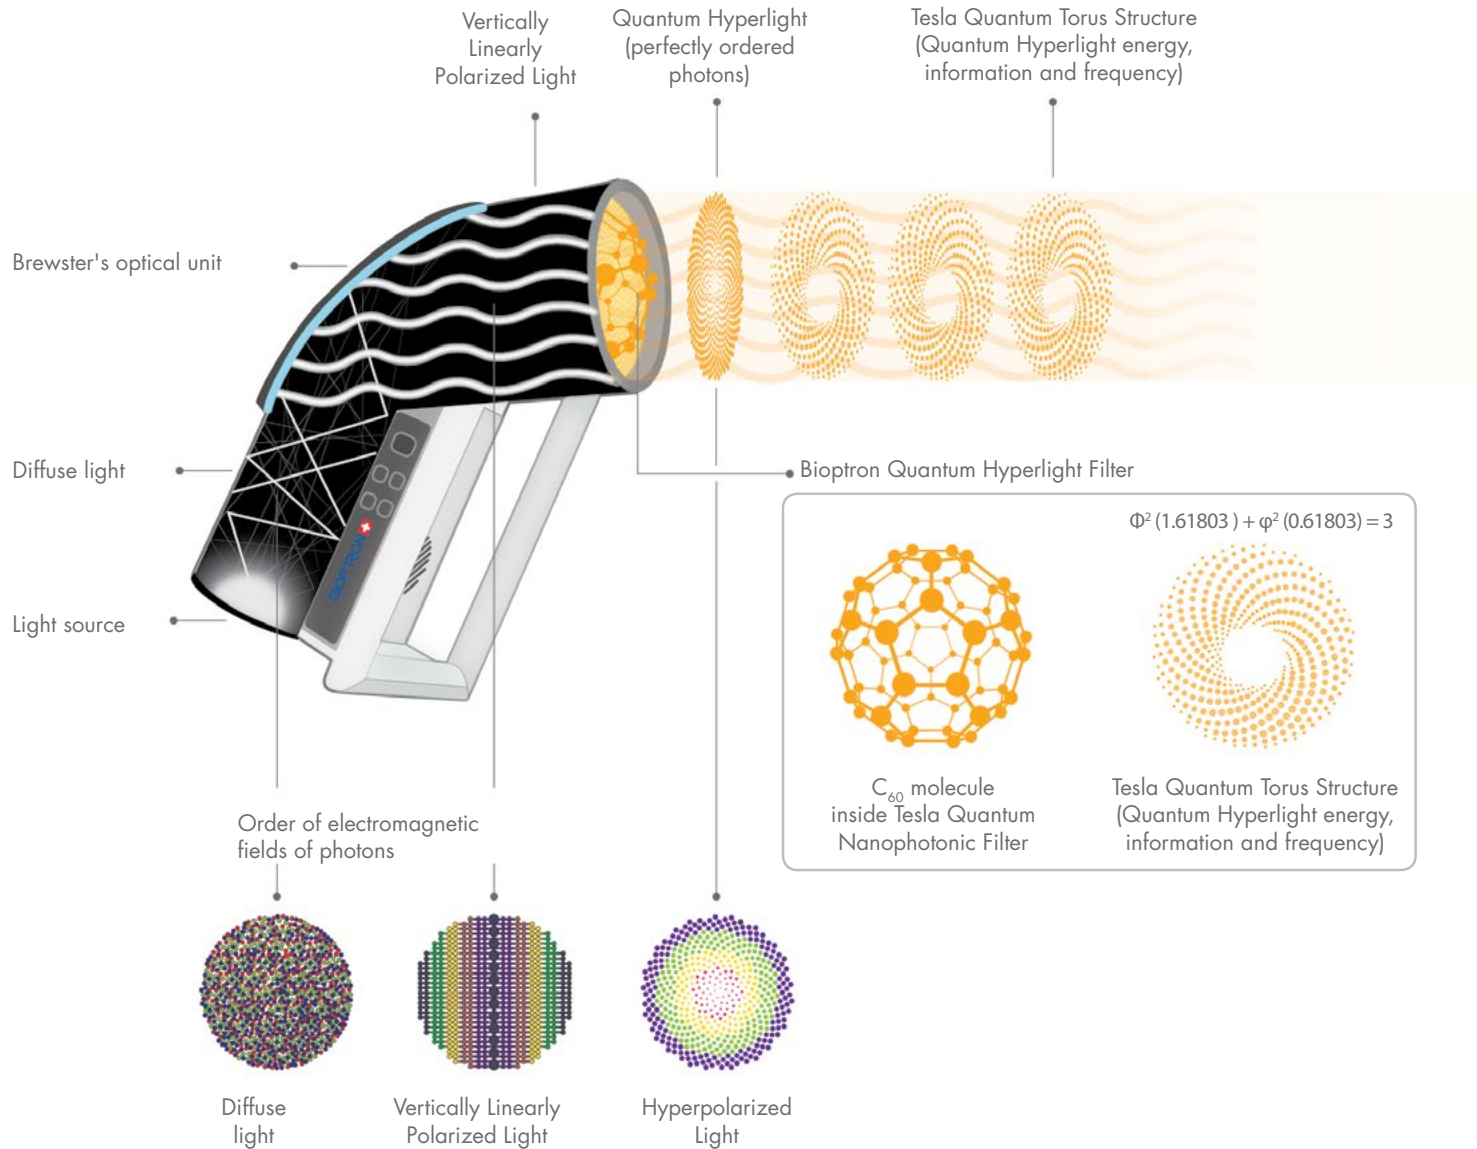 Vertically
Linearly
Polarized Light
Quantum Hyperlight
(perfectly ordered
photons)
Tesla Quantum Torus Structure
(Quantum Hyperlight energy,
information and frequency)
Brewster's optical unit
Diffuse light
Light source
BIOPTRON
Bioptron Quantum Hyperlight Filter
Φ² (1.61803 ) + φ² (0.61803) = 3
C₆₀ molecule
inside Tesla Quantum
Nanophotonic Filter
Tesla Quantum Torus Structure
(Quantum Hyperlight energy,
information and frequency)
Order of electromagnetic
fields of photons
Diffuse
light
Vertically Linearly
Polarized Light
Hyperpolarized
Light